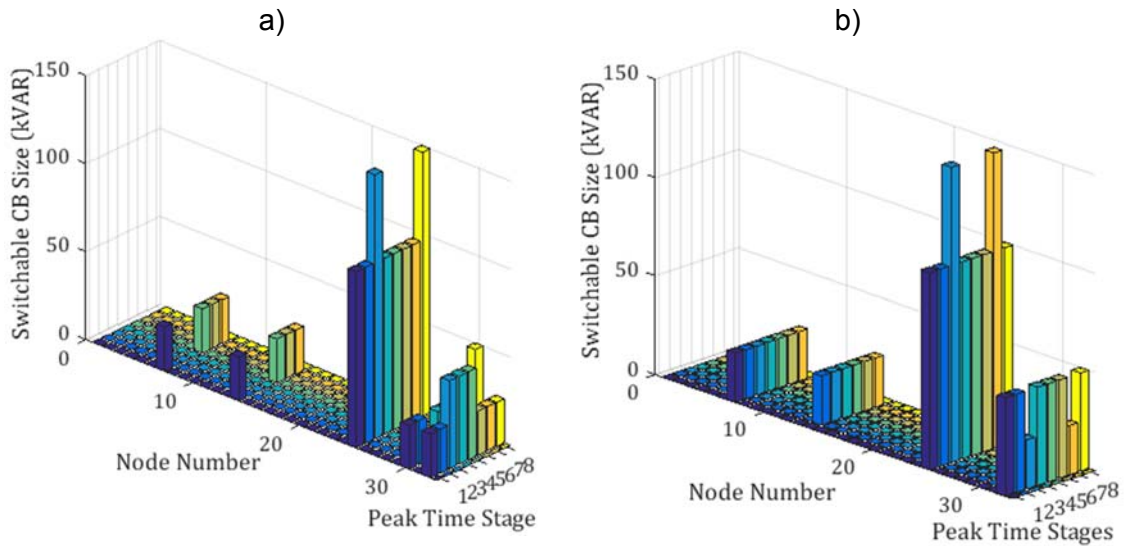 a)
b)
Switchable CB Size (kVAR)
150
100
50
0
0
10
20
30
Node Number
12345678
Peak Time Stage
Switchable CB Size (kVAR)
150
100
50
0
0
10
20
30
Node Number
12345678
Peak Time Stages